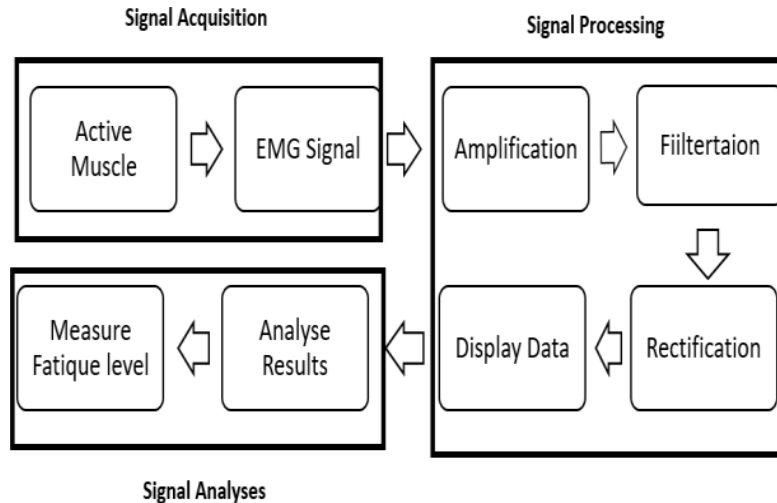 Signal Acquisition
Signal Processing
Active
Muscle
EMG Signal
Amplification
Fiiltertaion
Measure
Fatique level
Analyse
Results
Display Data
Rectification
Signal Analyses